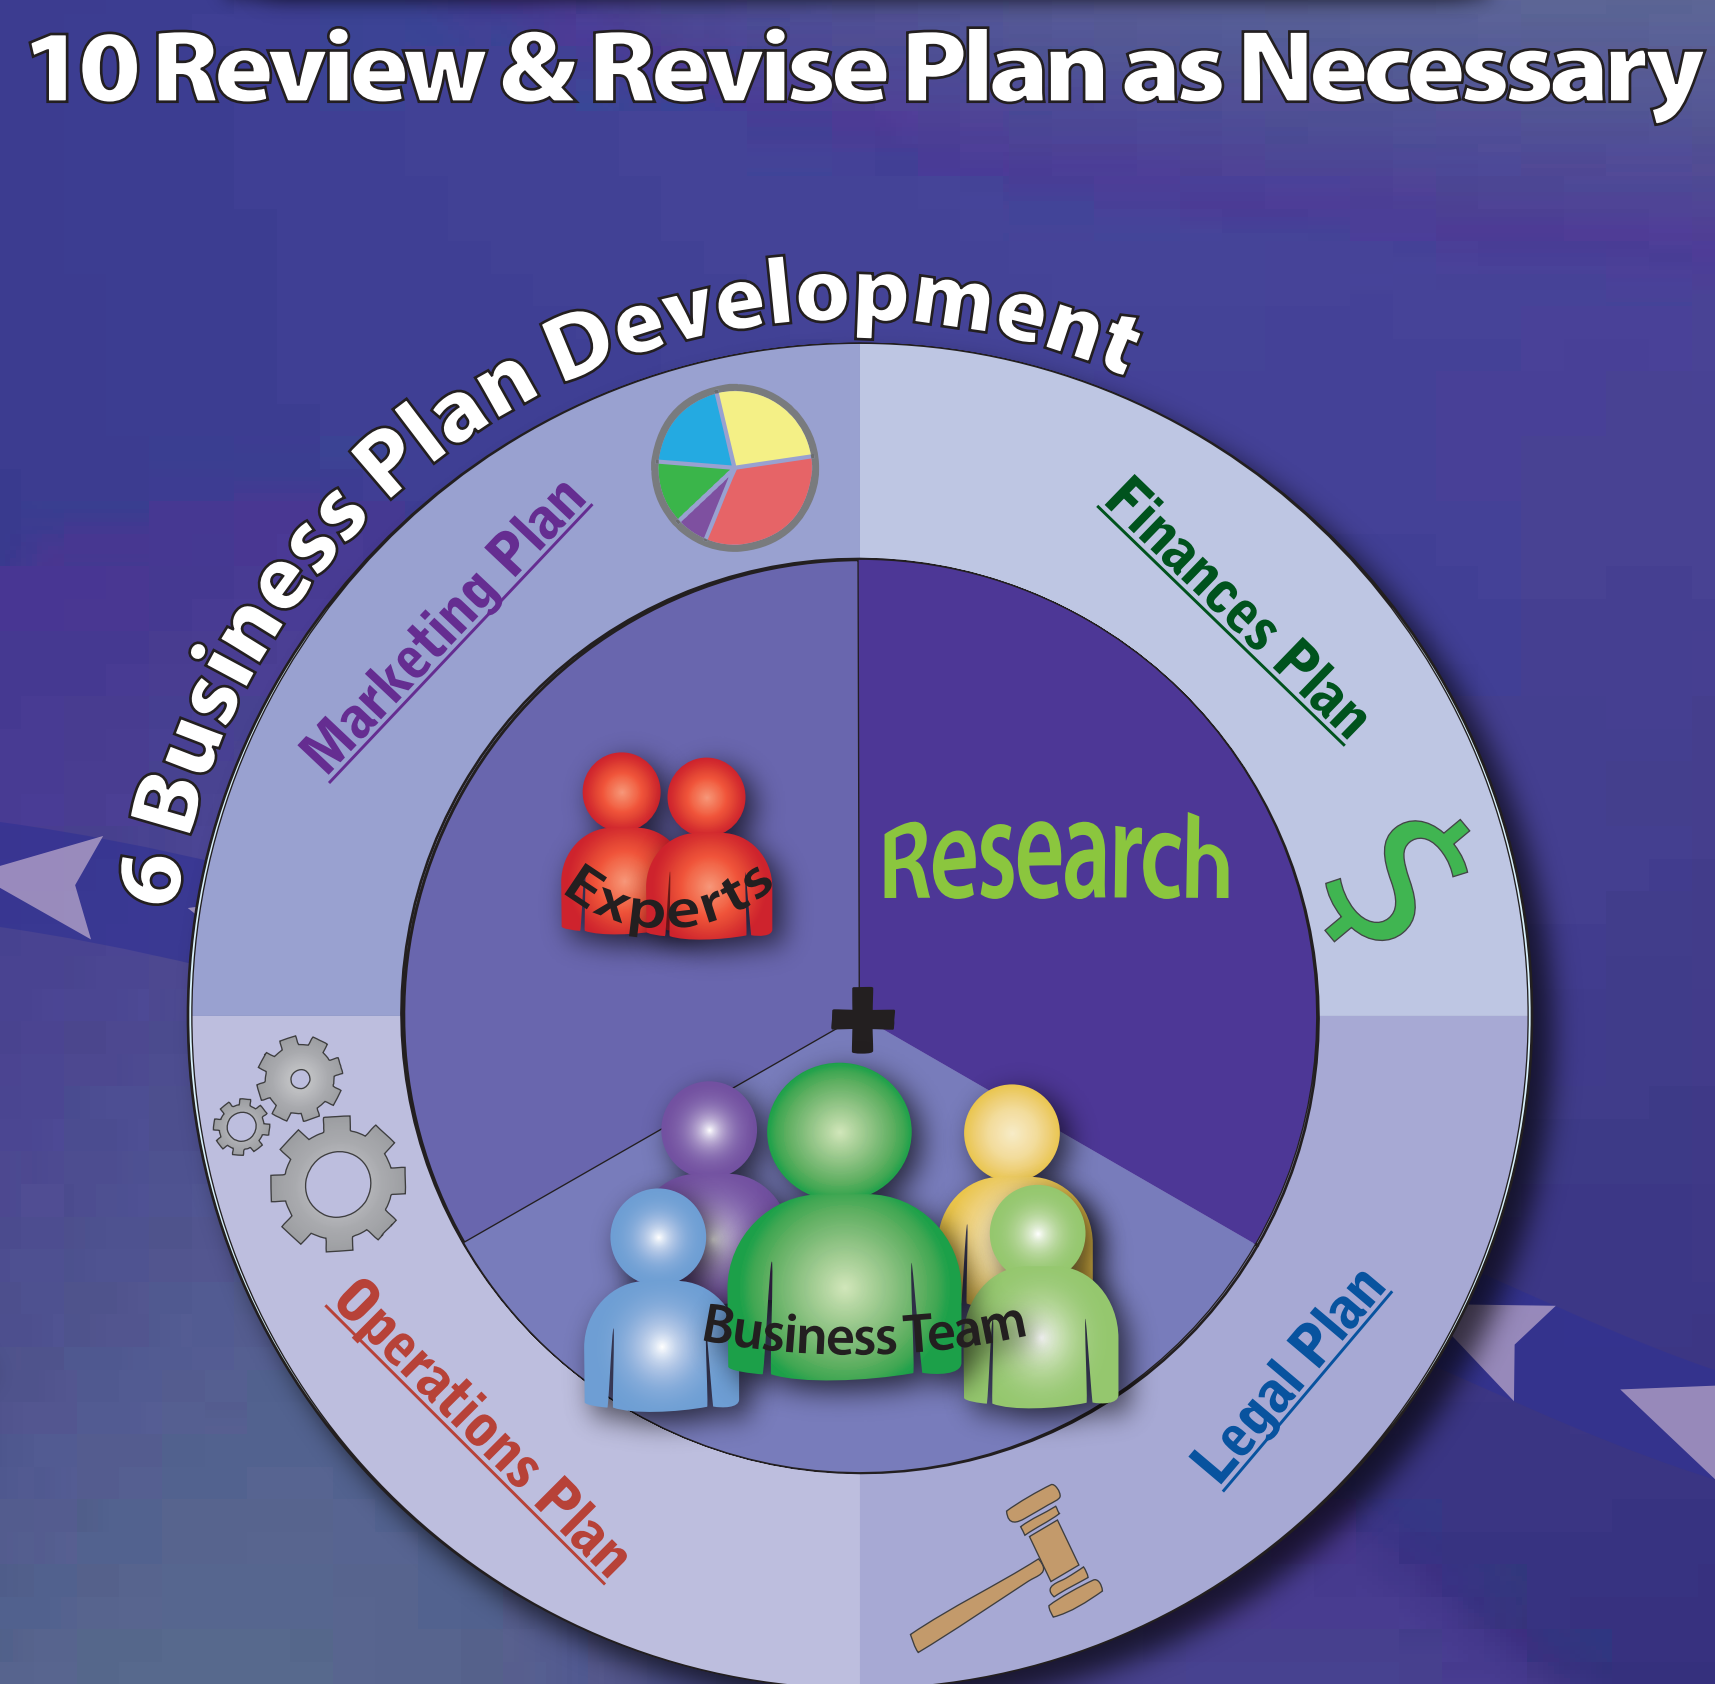 10 Review & Revise Plan as Necessary
6 Business Plan Development
Marketing Plan
Finances Plan
$
Experts
Research
Business Team
Operations Plan
Legal Plan